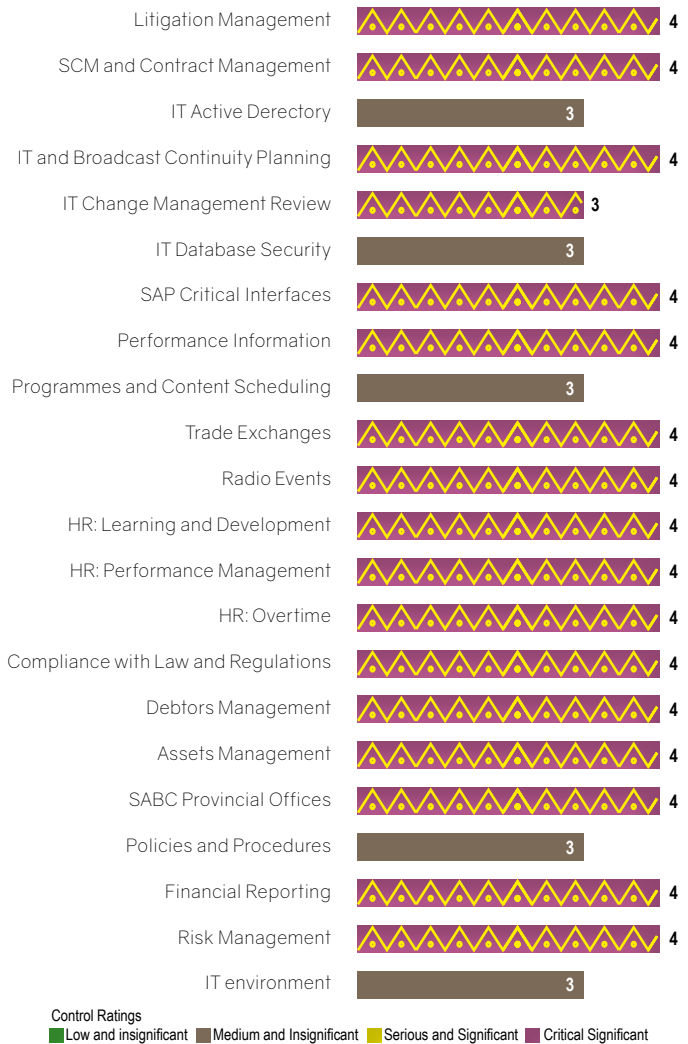 Litigation Management 4
SCM and Contract Management 4
IT Active Derectory 3
IT and Broadcast Continuity Planning 4
IT Change Management Review 3
IT Database Security 3
SAP Critical Interfaces 4
Performance Information 4
Programmes and Content Scheduling 3
Trade Exchanges 4
Radio Events 4
HR: Learning and Development 4
HR: Performance Management 4
HR: Overtime 4
Compliance with Law and Regulations 4
Debtors Management 4
Assets Management 4
SABC Provincial Offices 4
Policies and Procedures 3
Financial Reporting 4
Risk Management 4
IT environment 3
Control Ratings
Low and insignificant Medium and Insignificant Serious and Significant Critical Significant